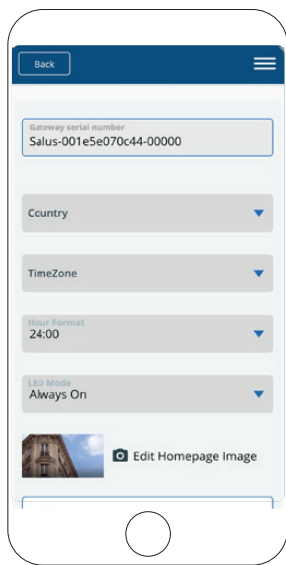 Back
Gateway serial number
Salus-001e5e070c44-00000
Country
TimeZone
Hour Format
24:00
LED Mode
Always On
Edit Homepage Image